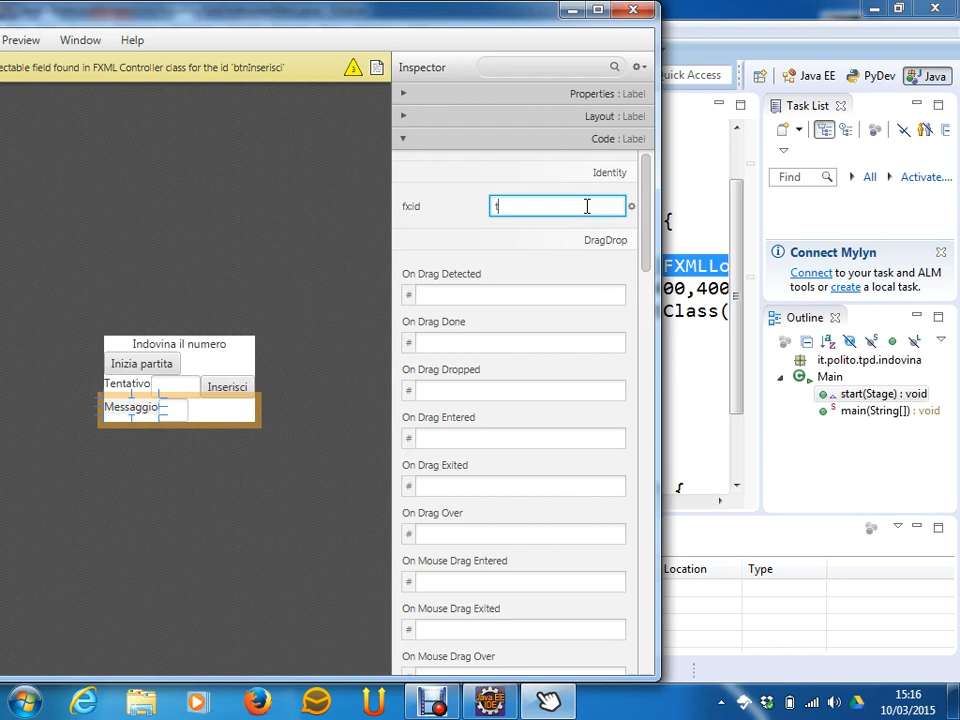 Preview Window Help
ectable field found in FXML Controller class for the id 'btnInserisci'
3
Inspector
Properties : Label
Layout : Label
Code : Label
Identity
fx:id
t
DragDrop
On Drag Detected
#
On Drag Done
#
On Drag Dropped
#
On Drag Entered
#
On Drag Exited
#
On Drag Over
#
On Mouse Drag Entered
#
On Mouse Drag Exited
#
On Mouse Drag Over
#
Indovina il numero
Inizia partita
Tentativo
Inserisci
Messaggio
uick Access
Java EE
PyDev
Java
{
FXMLLo
00,400
Class(
{
Task List
Find
All
Activate....
Connect Mylyn
Connect to your task and ALM
tools or create a local task.
Outline
it.polito.tpd.indovina
Main
start(Stage) : void
main(String[]) : void
Location
Type
Java EE
IDE
15:16
10/03/2015